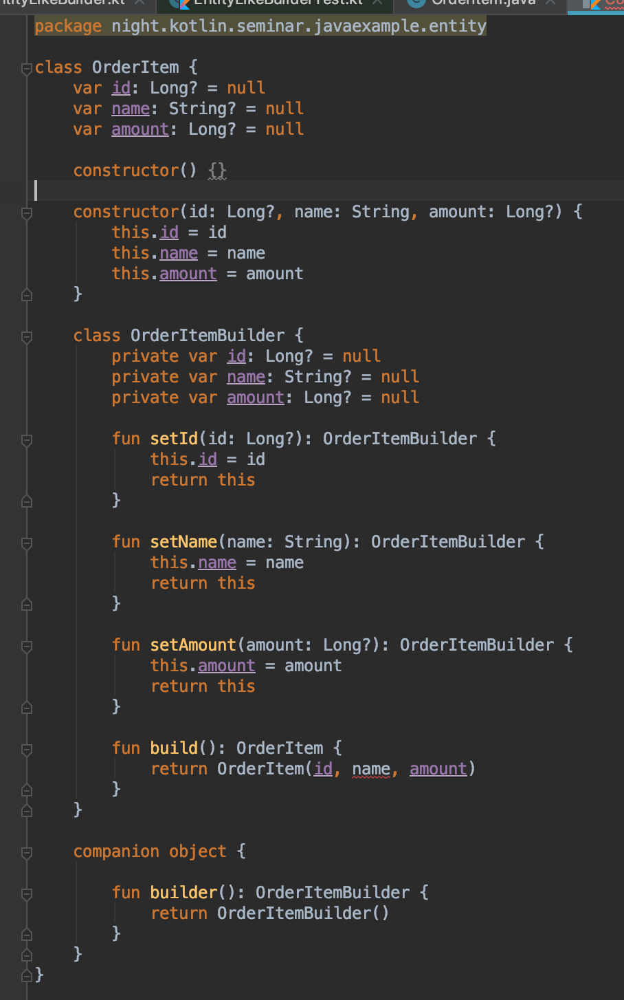 EntityLikeBuilderTest.kt
OrderItem.java
package night.kotlin.seminar.javaexample.entity
class OrderItem {
var id: Long? = null
var name: String? = null
var amount: Long? = null
constructor() {}
constructor(id: Long?, name: String, amount: Long?) {
this.id = id
this.name = name
this.amount = amount
}
class OrderItemBuilder {
private var id: Long? = null
private var name: String? = null
private var amount: Long? = null
fun setId(id: Long?): OrderItemBuilder {
this.id = id
return this
}
fun setName(name: String): OrderItemBuilder {
this.name = name
return this
}
fun setAmount(amount: Long?): OrderItemBuilder {
this.amount = amount
return this
}
fun build(): OrderItem {
return OrderItem(id, name, amount)
}
}
companion object {
fun builder(): OrderItemBuilder {
return OrderItemBuilder()
}
}
}